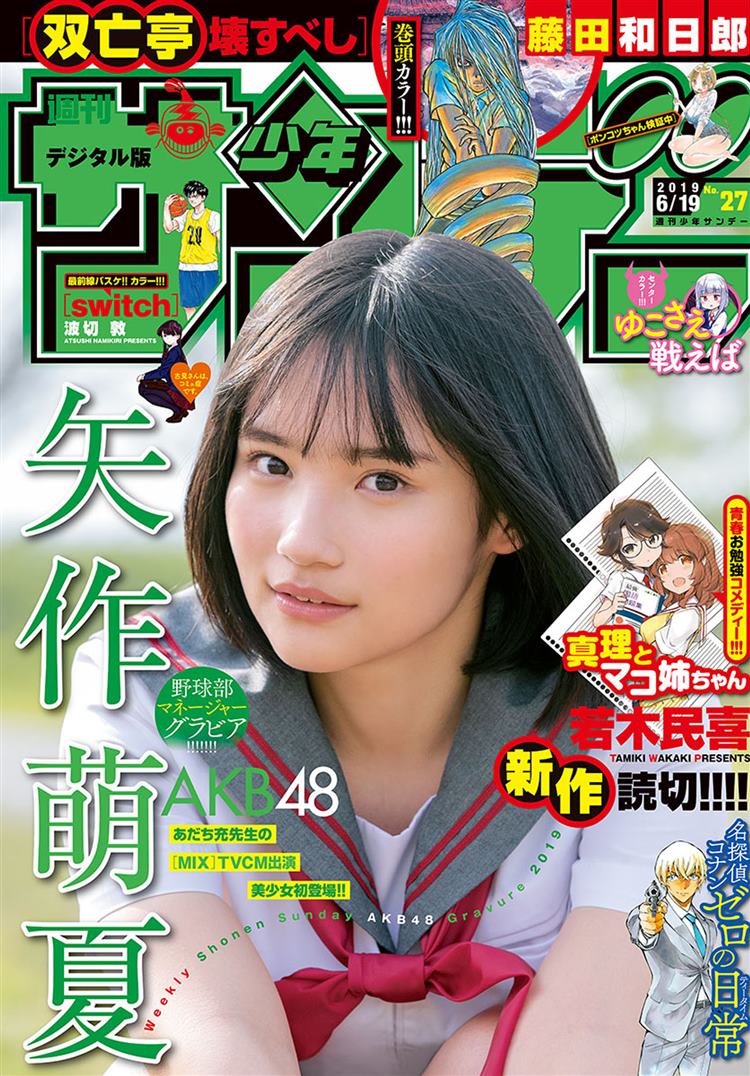 [双亡亭壊すべし]
巻頭カラー!!!
藤田和日郎
週刊
少年
サンデー
デジタル版
[ポンコツちゃん検証中]
2019
6/19
No.27
週刊少年サンデー
最前線バスケ!! カラー!!!
[switch]
波切 敦
ATSUSHI NAMIKIRI PRESENTS
古見さんは、
コミュ症
です。
センター
カラー!!!
ゆこさえ
戦えば
矢作萌夏
青春お勉強コメディー!!!
真理と
マコ姉ちゃん
若木民喜
TAMIKI WAKAKI PRESENTS
新作読切!!!!
野球部
マネージャー
グラビア
!!!!!!!
AKB48
あだち充先生の
[MIX]TVCM出演
美少女初登場!!
Weekly Shonen Sunday AKB48 Gravure 2019
名探偵
コナン
ゼロの日常
ティータイム